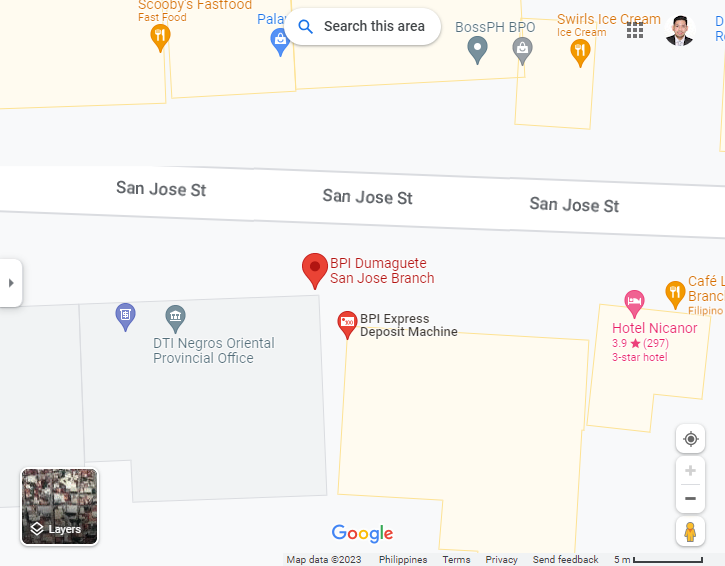 Scooby's Fastfood
Fast Food
Search this area
BossPH BPO
Swirls Ice Cream
Ice Cream
San Jose St
San Jose St
San Jose St
BPI Dumaguete
San Jose Branch
BPI Express
Deposit Machine
DTI Negros Oriental
Provincial Office
Café
Filipino
Hotel Nicanor
3.9 ★ (297)
3-star hotel
Layers
Google
Map data ©2023 Philippines Terms Privacy Send feedback 5 m